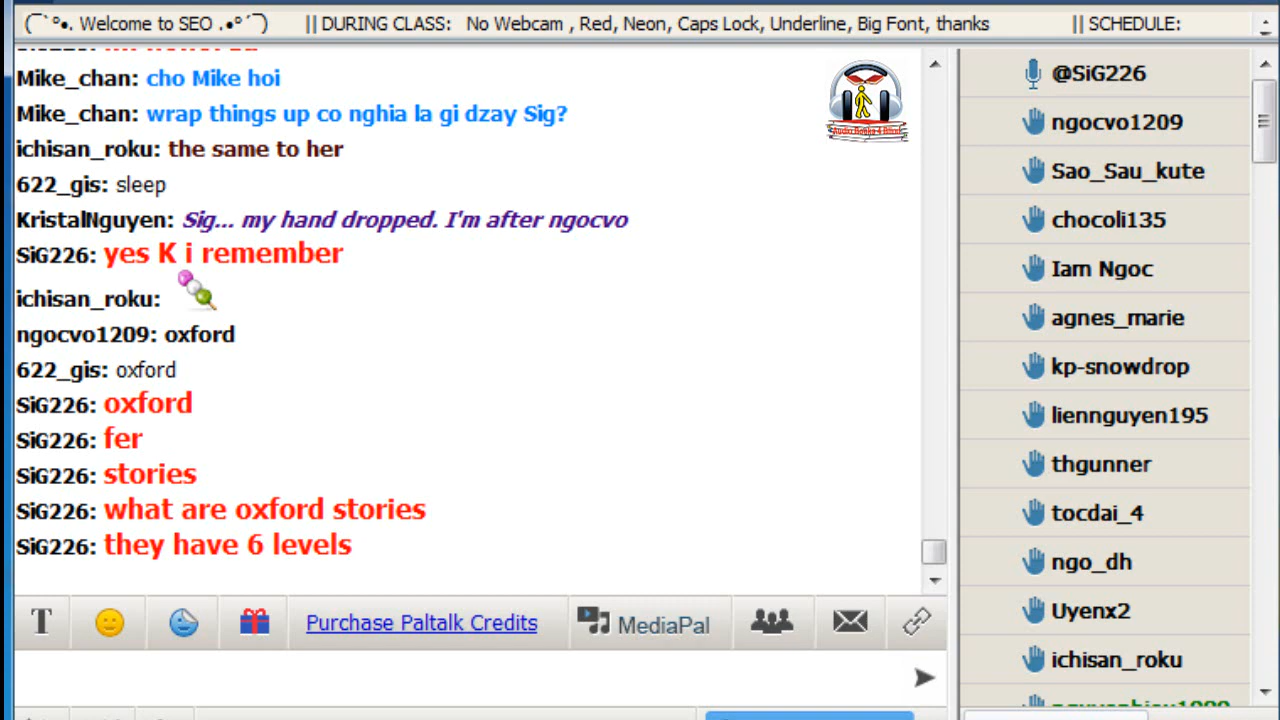 (¯`°•. Welcome to SEO .•°´¯) || DURING CLASS: No Webcam , Red, Neon, Caps Lock, Underline, Big Font, thanks || SCHEDULE:
Mike_chan: cho Mike hoi
Mike_chan: wrap things up co nghia la gi dzay Sig?
ichisan_roku: the same to her
622_gis: sleep
KristalNguyen: Sig... my hand dropped. I'm after ngocvo
SiG226: yes K i remember
ichisan_roku:
ngocvo1209: oxford
622_gis: oxford
SiG226: oxford
SiG226: fer
SiG226: stories
SiG226: what are oxford stories
SiG226: they have 6 levels
Audio Books 4 Blind
T
Purchase Paltalk Credits
MediaPal
@SiG226
ngocvo1209
Sao_Sau_kute
chocoli135
Iam Ngoc
agnes_marie
kp-snowdrop
liennguyen195
thgunner
tocdai_4
ngo_dh
Uyenx2
ichisan_roku